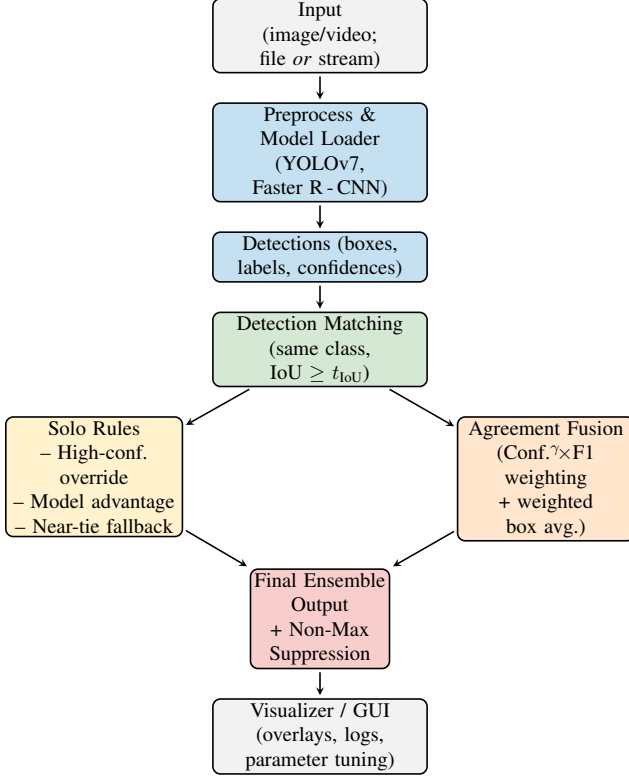 Input
(image/video;
file or stream)
Preprocess &
Model Loader
(YOLOv7,
Faster R-CNN)
Detections (boxes,
labels, confidences)
Detection Matching
(same class,
IoU ≥ t_IoU)
Solo Rules
– High-conf.
override
– Model advantage
– Near-tie fallback
Agreement Fusion
(Conf.^γ×F1
weighting
+ weighted
box avg.)
Final Ensemble
Output
+ Non-Max
Suppression
Visualizer / GUI
(overlays, logs,
parameter tuning)